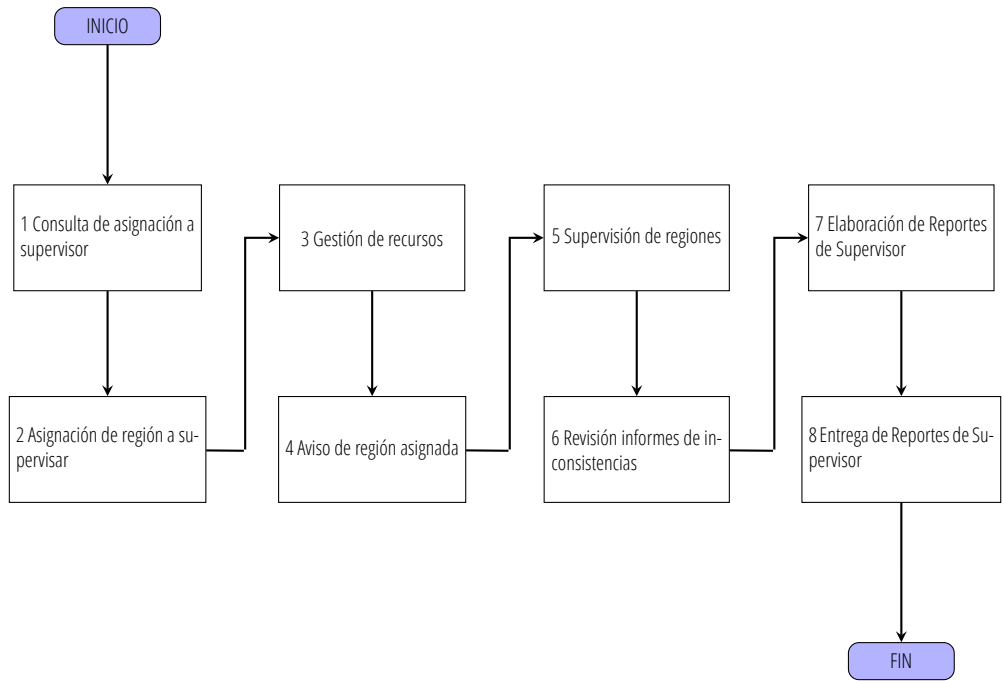 INICIO
1 Consulta de asignación a
supervisor
2 Asignación de región a su-
pervisar
3 Gestión de recursos
4 Aviso de región asignada
5 Supervisión de regiones
6 Revisión informes de in-
consistencias
7 Elaboración de Reportes
de Supervisor
8 Entrega de Reportes de Su-
pervisor
FIN